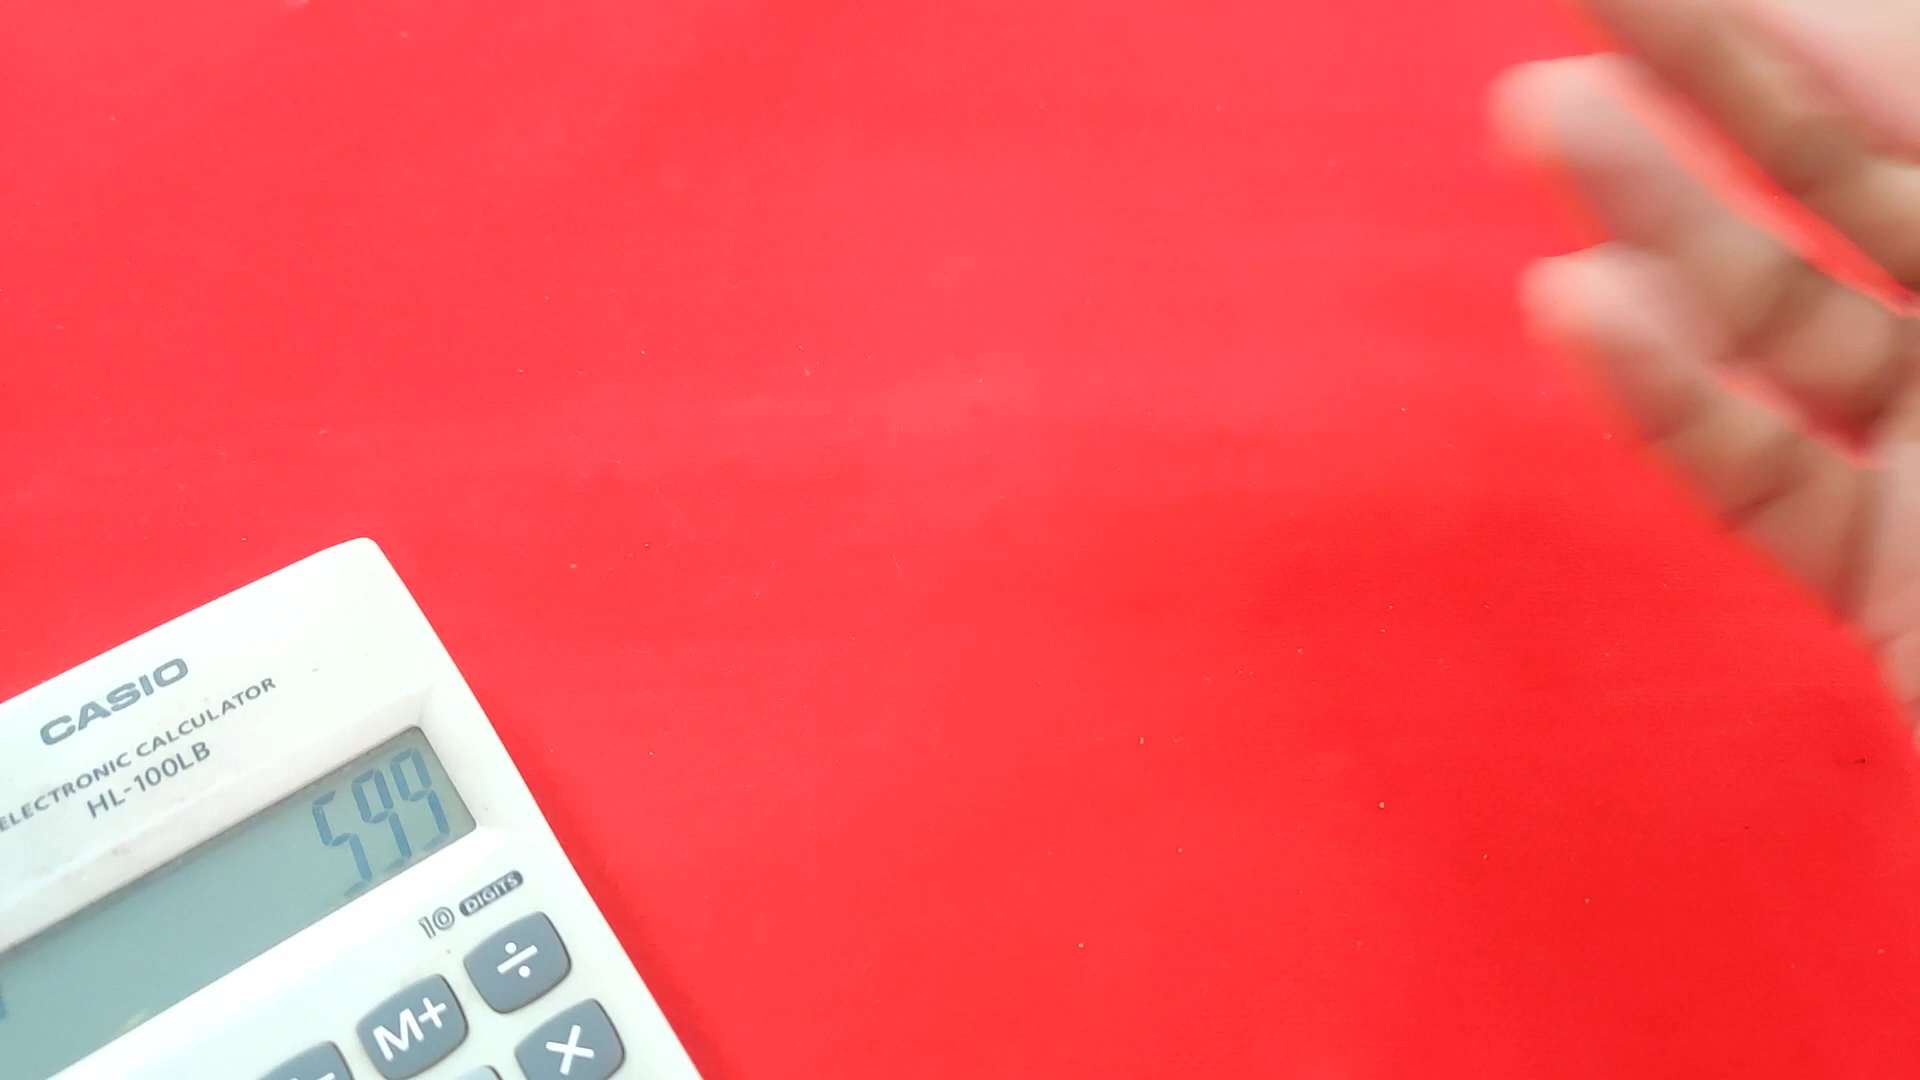 CASIO
ELECTRONIC CALCULATOR
HL-100LB
599
10 DIGITS
÷
M+
×